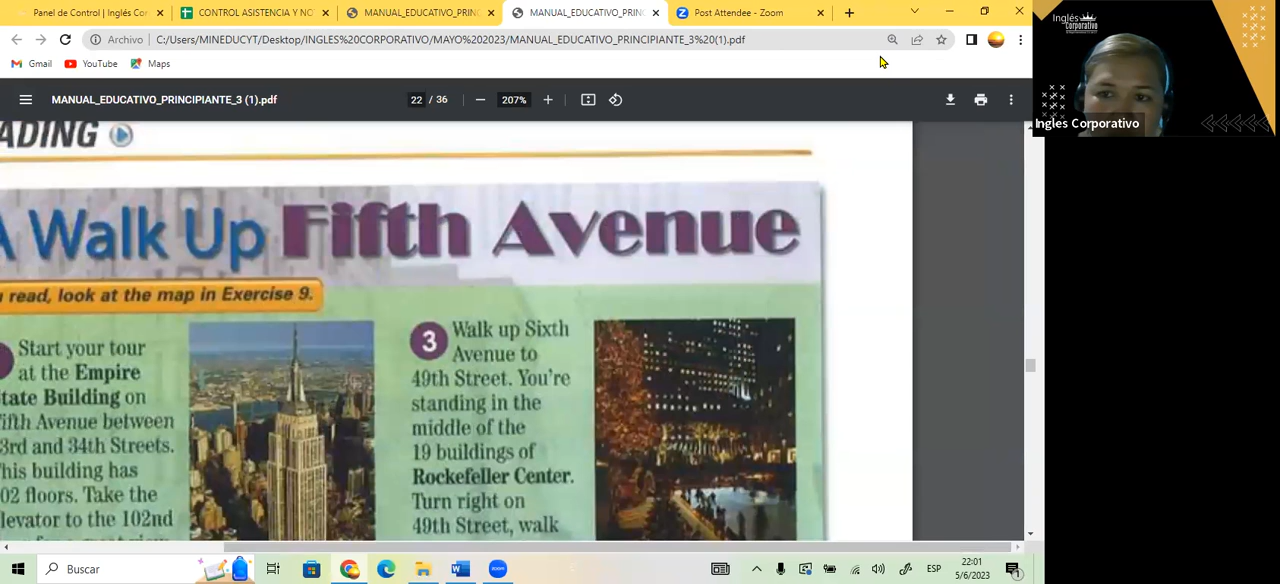 Panel de Control | Inglés Cor
CONTROL ASISTENCIA Y NO
MANUAL_EDUCATIVO_PRINC
MANUAL_EDUCATIVO_PRINC
Post Attendee - Zoom
Archivo
C:/Users/MINEDUCYT/Desktop/INGLES%20CORPORATIVO/MAYO%202023/MANUAL_EDUCATIVO_PRINCIPIANTE_3%20(1).pdf
Gmail
YouTube
Maps
MANUAL_EDUCATIVO_PRINCIPIANTE_3 (1).pdf
22 / 36
207%
Inglés
Corporativo
Ingles Corporativo
ADING
A Walk Up Fifth Avenue
read, look at the map in Exercise 9.
Start your tour
at the Empire
tate Building on
ifth Avenue between
3rd and 34th Streets.
his building has
02 floors. Take the
levator to the 102nd
3
Walk up Sixth
Avenue to
49th Street. You're
standing in the
middle of the
19 buildings of
Rockefeller Center.
Turn right on
49th Street, walk
Buscar
ESP
22:01
5/6/2023
1